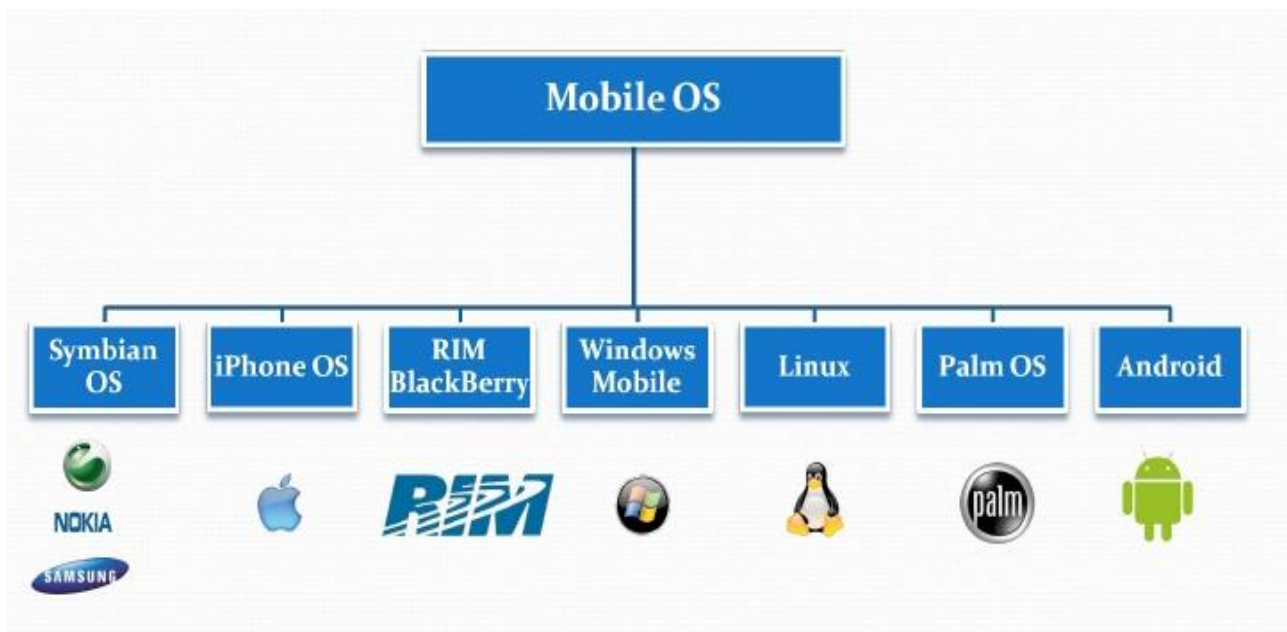 Mobile OS
Symbian
OS
iPhone OS
RIM
BlackBerry
Windows
Mobile
Linux
Palm OS
Android
NOKIA
SAMSUNG
RIM
palm